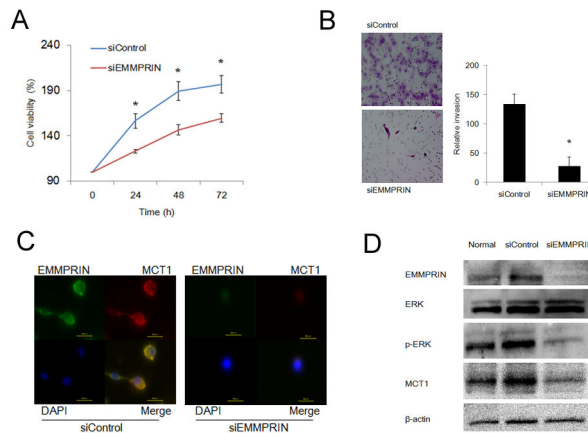 A
siControl
siEMMPRIN
Cell viability (%)
240
190
140
90
*
*
*
0
24
48
72
Time (h)
B
siControl
siEMMPRIN
Relative invasion
200
150
100
50
0
*
siControl
siEMMPRIN
C
EMMPRIN
MCT1
DAPI
Merge
siControl
EMMPRIN
MCT1
DAPI
Merge
siEMMPRIN
D
Normal
siControl
siEMMPRIN
EMMPRIN
ERK
p-ERK
MCT1
β-actin